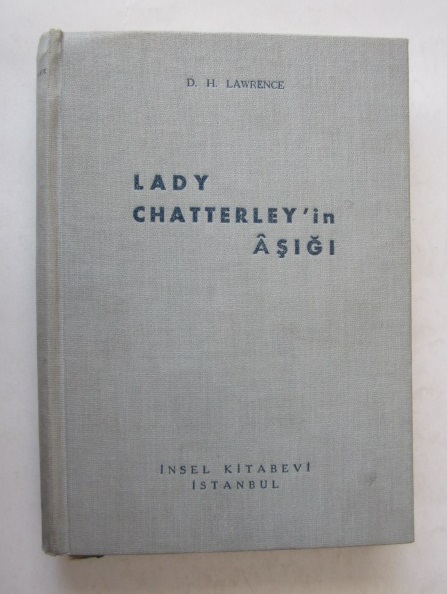 D. H. LAWRENCE
LADY
CHATTERLEY'in
ÂŞIĞI
İNSEL KİTABEVİ
İSTANBUL